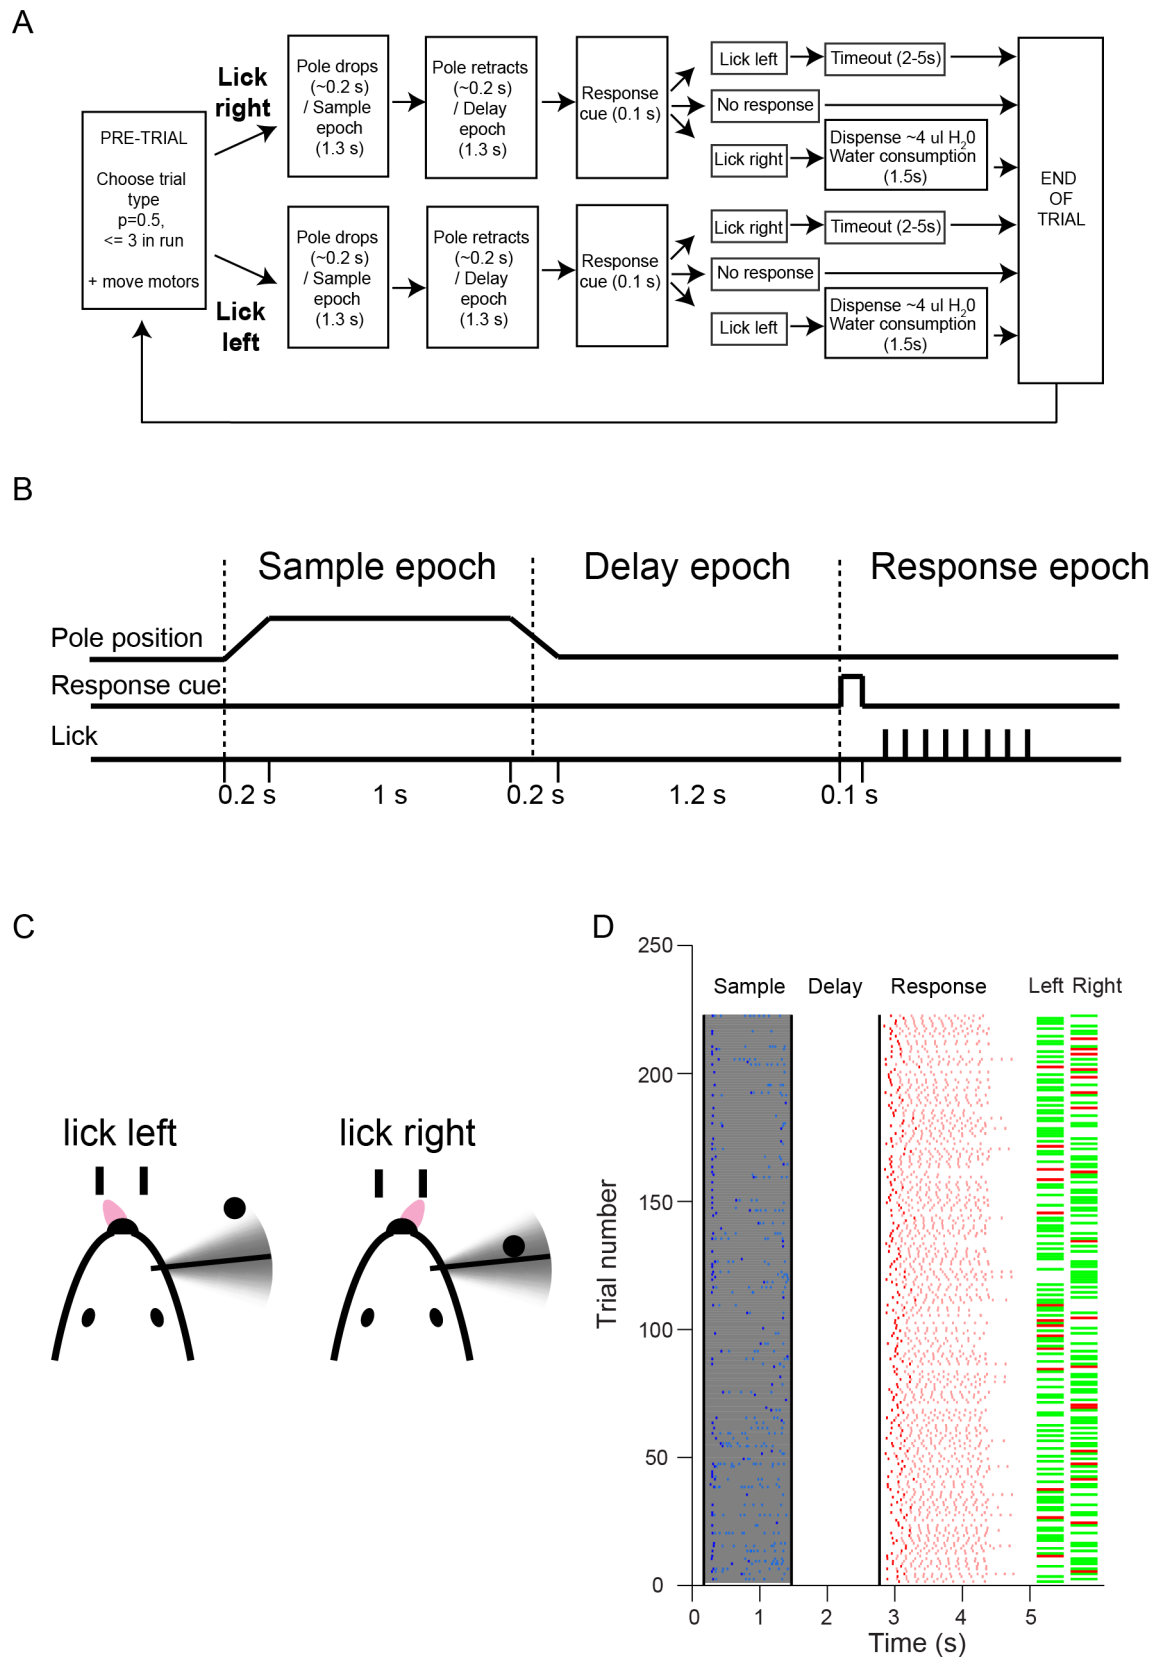 A
PRE-TRIAL
Choose trial
type
p=0.5,
<= 3 in run
+ move motors
Lick
right
Pole drops
(~0.2 s)
/ Sample
epoch
(1.3 s)
Pole retracts
(~0.2 s)
/ Delay
epoch
(1.3 s)
Response
cue (0.1 s)
Lick left
Timeout (2-5s)
No response
Lick right
Dispense ~4 ul H20
Water consumption
(1.5s)
Lick
left
Pole drops
(~0.2 s)
/ Sample
epoch
(1.3 s)
Pole retracts
(~0.2 s)
/ Delay
epoch
(1.3 s)
Response
cue (0.1 s)
Lick right
Timeout (2-5s)
No response
Lick left
Dispense ~4 ul H20
Water consumption
(1.5s)
END
OF
TRIAL
B
Sample epoch Delay epoch Response epoch
Pole position
Response cue
Lick
0.2 s 1 s 0.2 s 1.2 s 0.1 s
C
lick left lick right
D
250
200
150
100
50
0
Trial number
Sample Delay Response Left Right
0 1 2 3 4 5
Time (s)